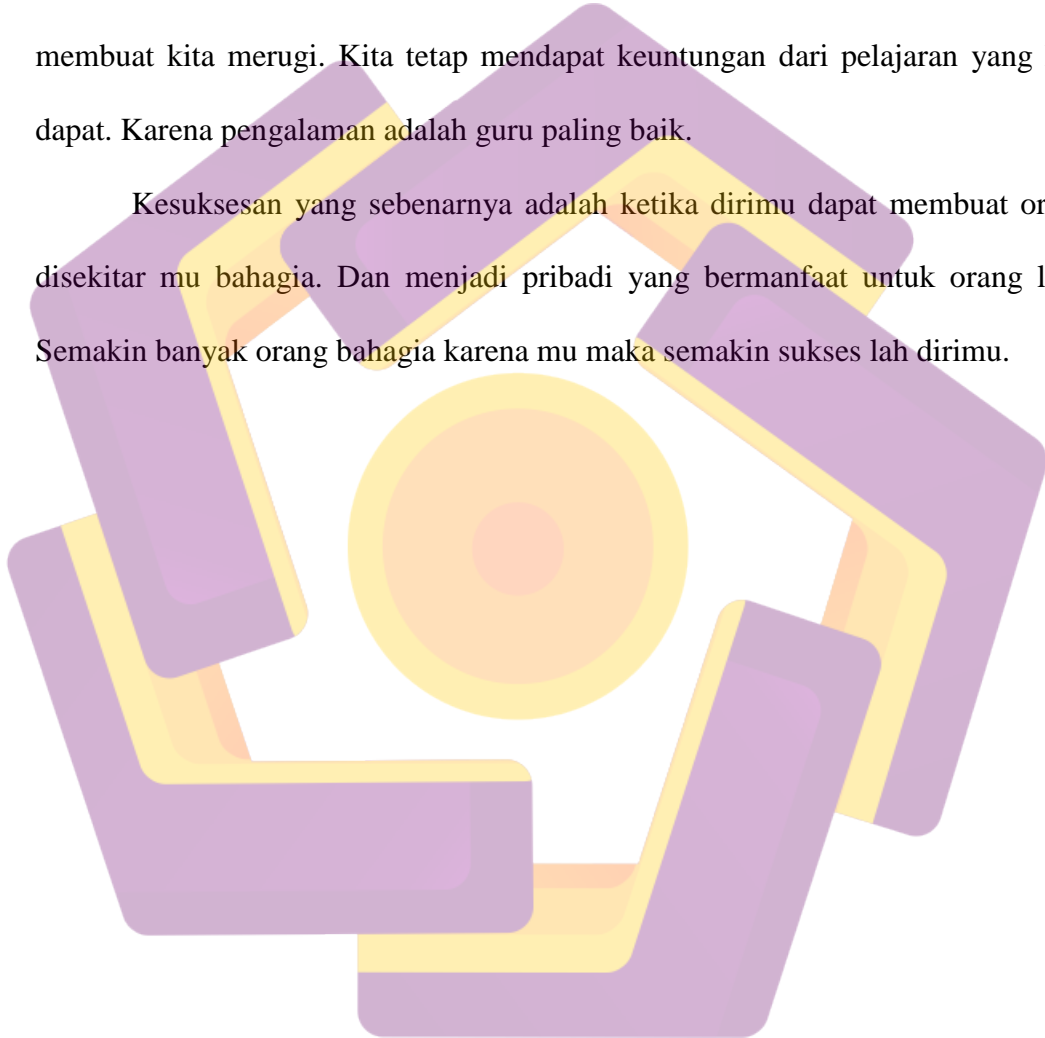 membuat kita merugi. Kita tetap mendapat keuntungan dari pelajaran yang
dapat. Karena pengalaman adalah guru paling baik.
Kesuksesan yang sebenarnya adalah ketika dirimu dapat membuat
disekitar mu bahagia. Dan menjadi pribadi yang bermanfaat untuk orang
Semakin banyak orang bahagia karena mu maka semakin sukses lah dirimu.